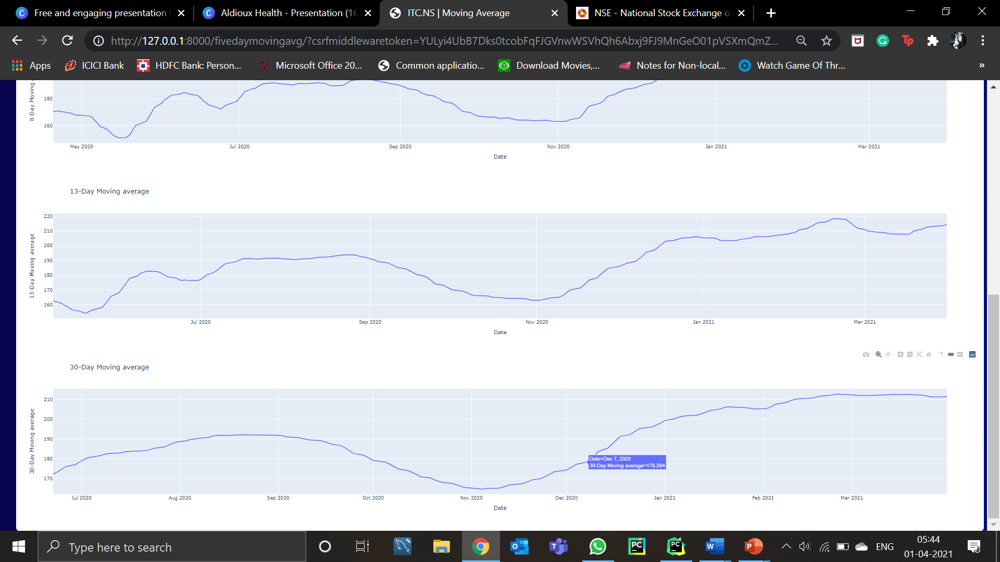 Free and engaging presentation
Aldioux Health - Presentation (16
ITC.NS | Moving Average
NSE - National Stock Exchange o
http://127.0.0.1:8000/fivedaymovingavg/?csrfmiddlewaretoken=YULyi4UbB7Dks0tcobFqFJGVnwWSVhQh6Abxj9FJ9MnGeO01pVSXmQmZ...
Apps
ICICI Bank
HDFC Bank: Person...
Microsoft Office 20...
Common applicatio...
Download Movies,...
Notes for Non-local...
Watch Game Of Thr...
»
8-Day Moving
180
160
May 2020 Jul 2020 Sep 2020 Nov 2020 Jan 2021 Mar 2021
Date
13-Day Moving average
13-Day Moving average
220
210
200
190
180
170
160
Jul 2020 Sep 2020 Nov 2020 Jan 2021 Mar 2021
Date
30-Day Moving average
30-Day Moving average
210
200
190
180
170
Date=Dec 7, 2020
30-Day Moving average=178.294
Jul 2020 Aug 2020 Sep 2020 Oct 2020 Nov 2020 Dec 2020 Jan 2021 Feb 2021 Mar 2021
Date
Type here to search
ENG
05:44
01-04-2021